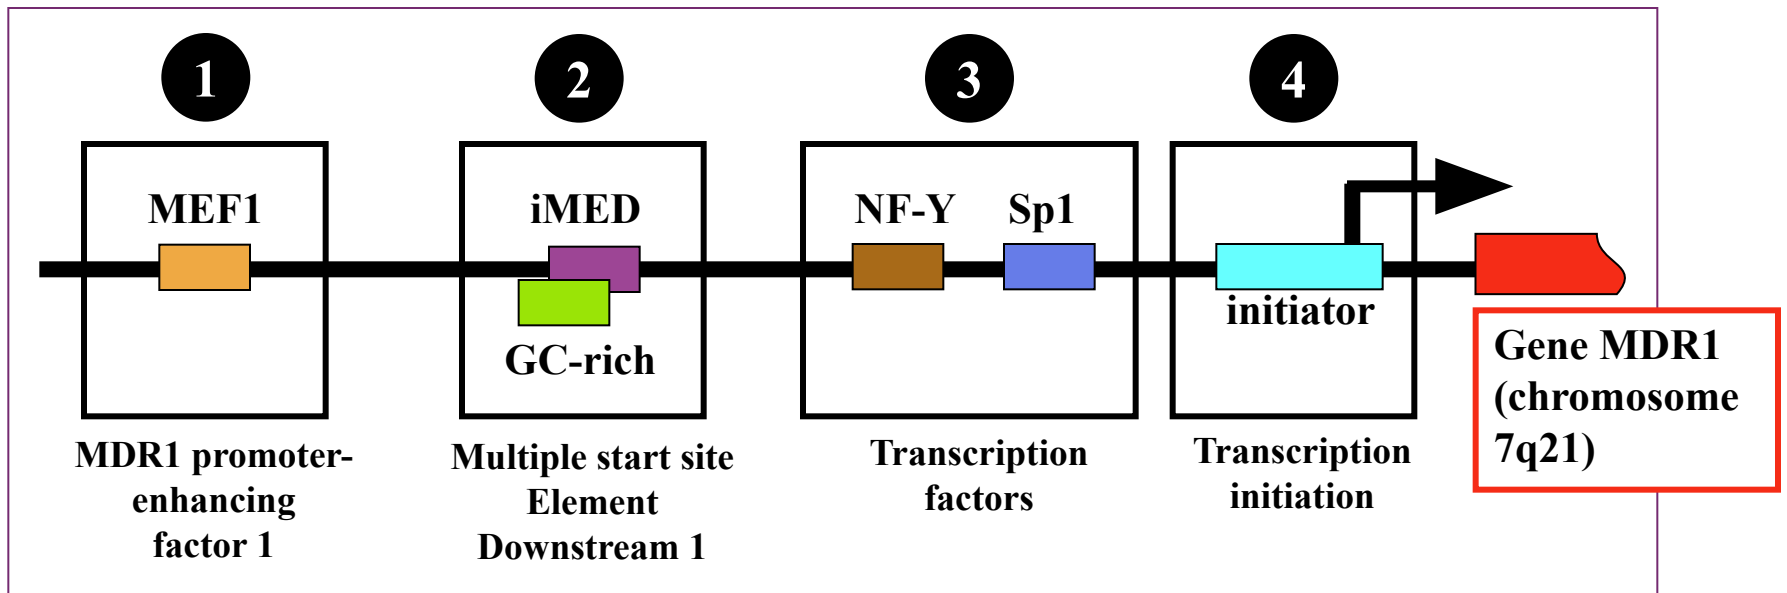 1
2
3
4
MEF1
iMED
GC-rich
NF-Y
Sp1
initiator
MDR1 promoter-
enhancing
factor 1
Multiple start site
Element
Downstream 1
Transcription
factors
Transcription
initiation
Gene MDR1
(chromosome
7q21)